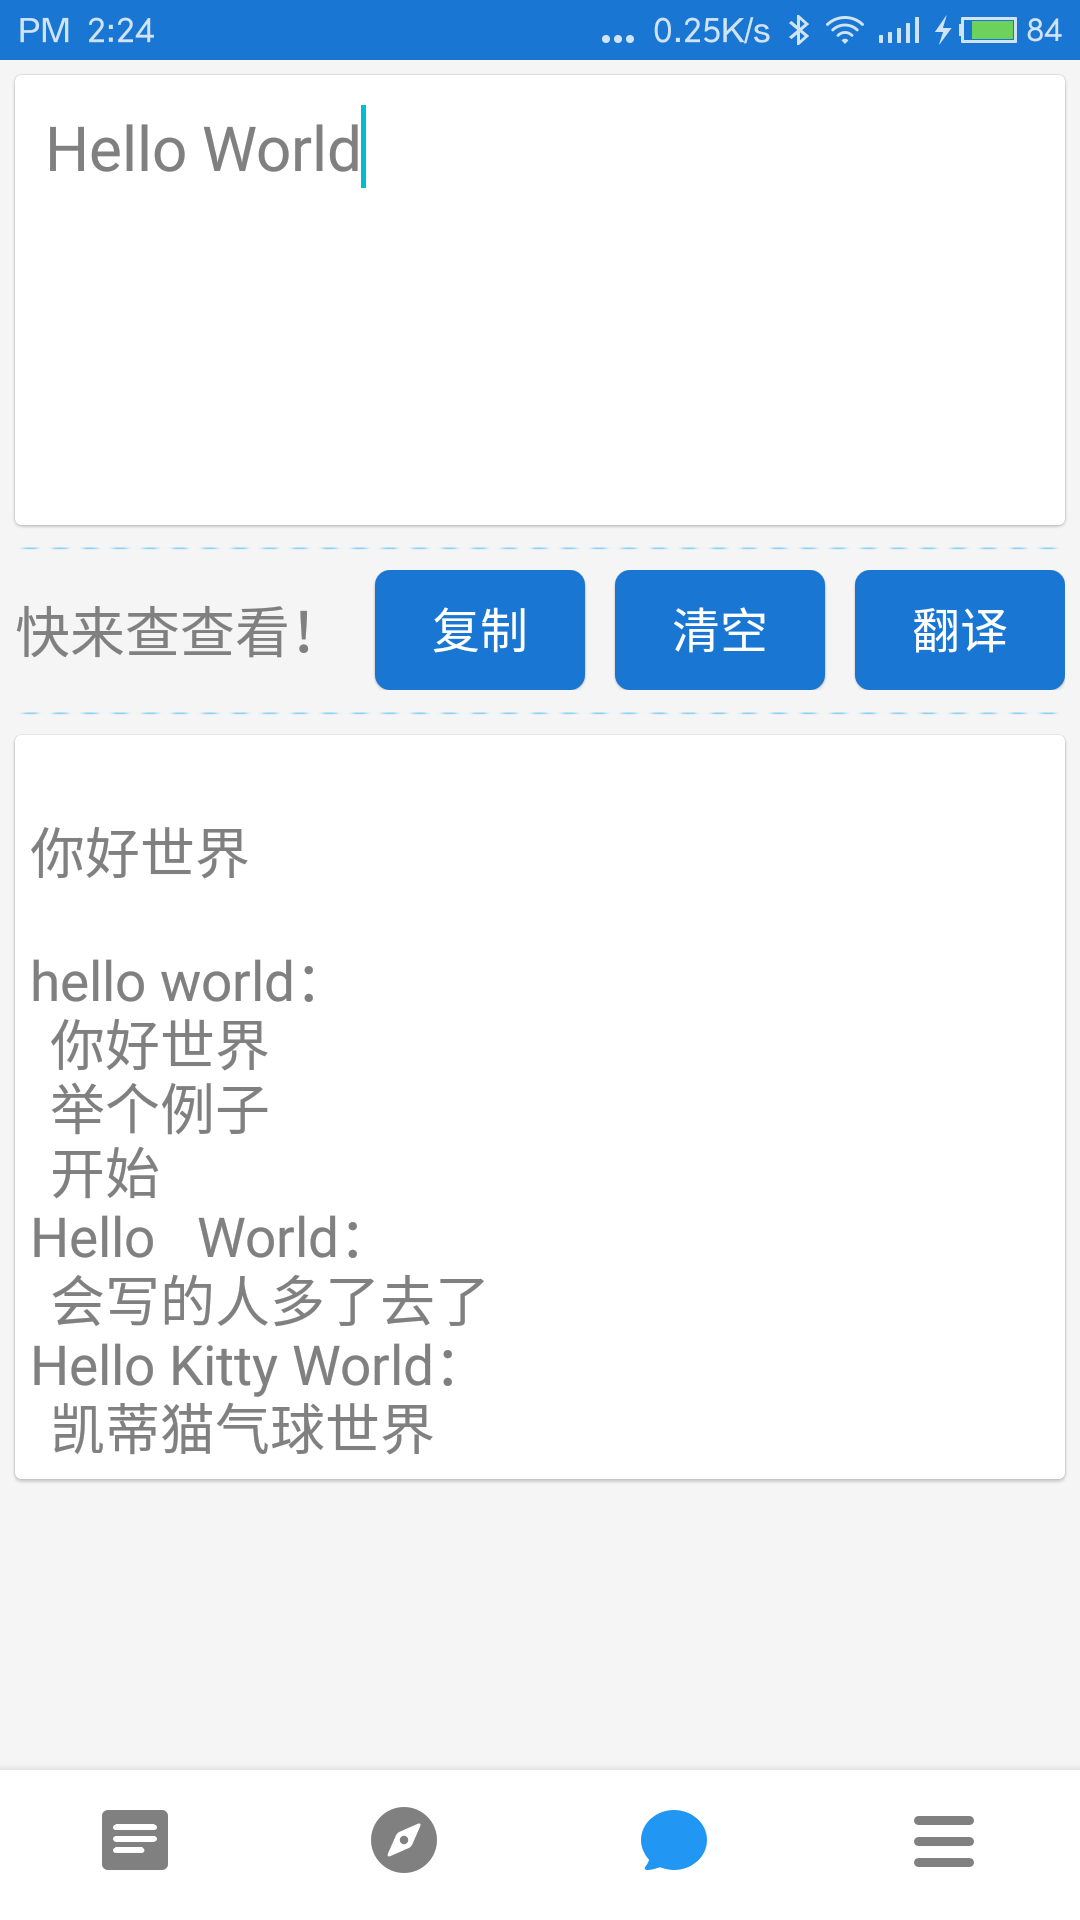 PM 2:24 ... 0.25K/s 84
Hello World
快来查查看！ 复制 清空 翻译
你好世界
hello world：
你好世界
举个例子
开始
Hello   World：
会写的人多了去了
Hello Kitty World：
凯蒂猫气球世界